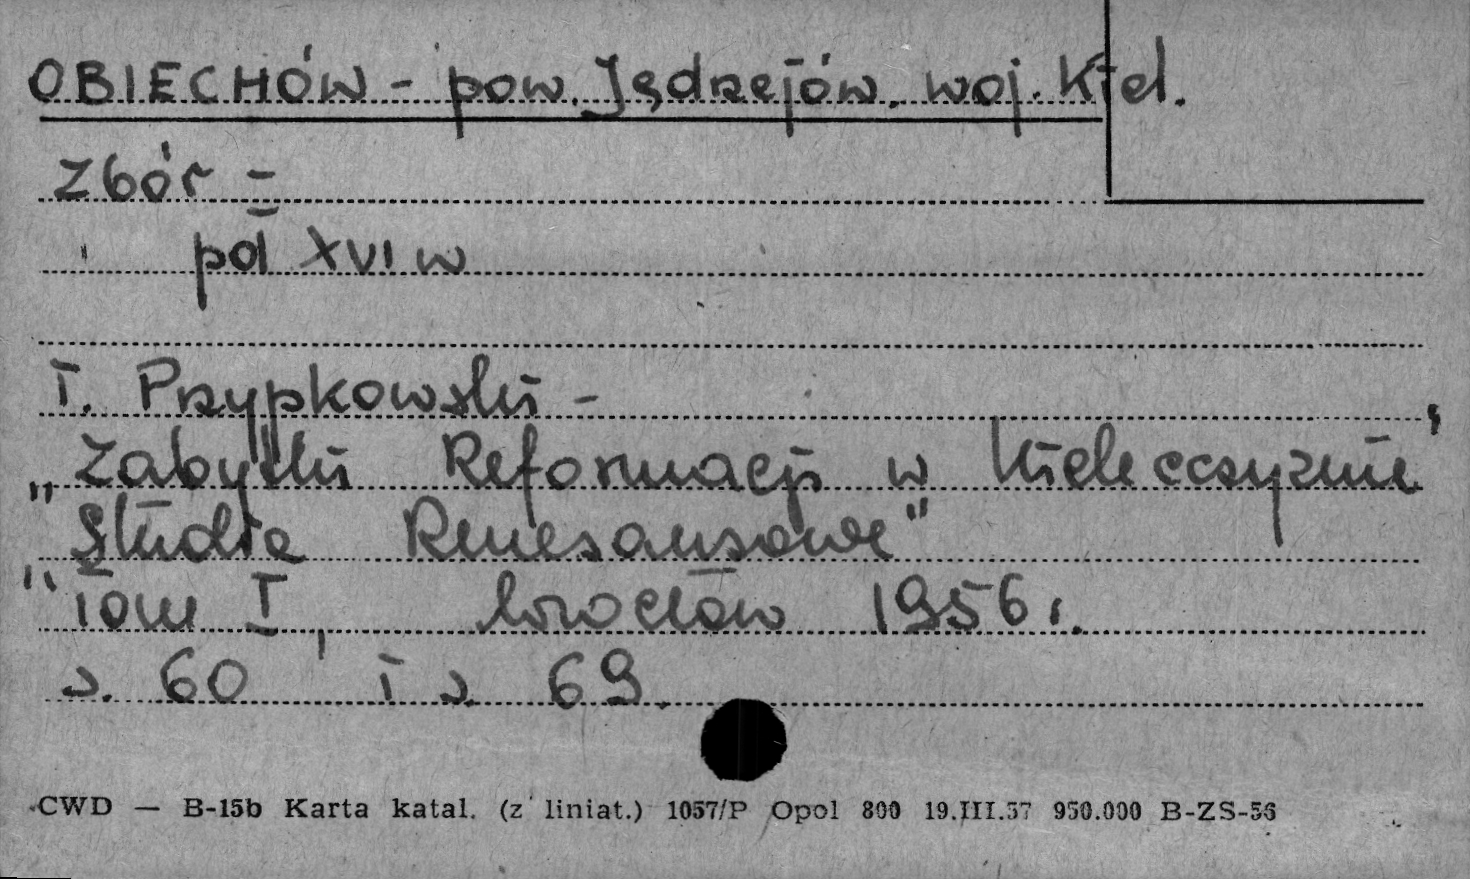 OBIECHÓW - pow. Jędrzejów. woj. Kiel.
Zbór =
poł XVI w
T. Przypkowski -
"Zabytki Reformacji w Kielecczyźnie",
"Studia Renesansowe"
Tom I, Wrocław 1956 r.
s. 60 i s. 69.
CWD — B-15b Karta katal. (z liniat.) 1057/P Opol 800 19.III.57 950.000 B-ZS-56